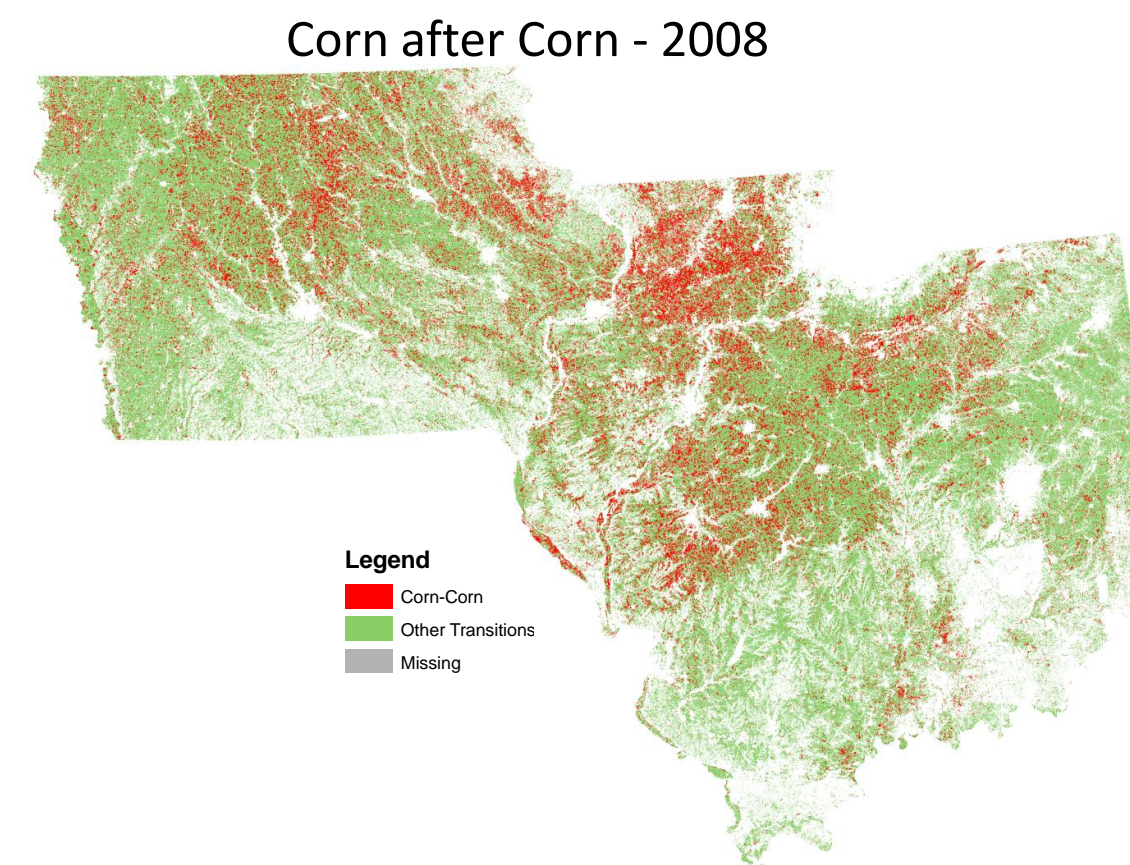 Corn after Corn - 2008
Legend
Corn-Corn
Other Transitions
Missing